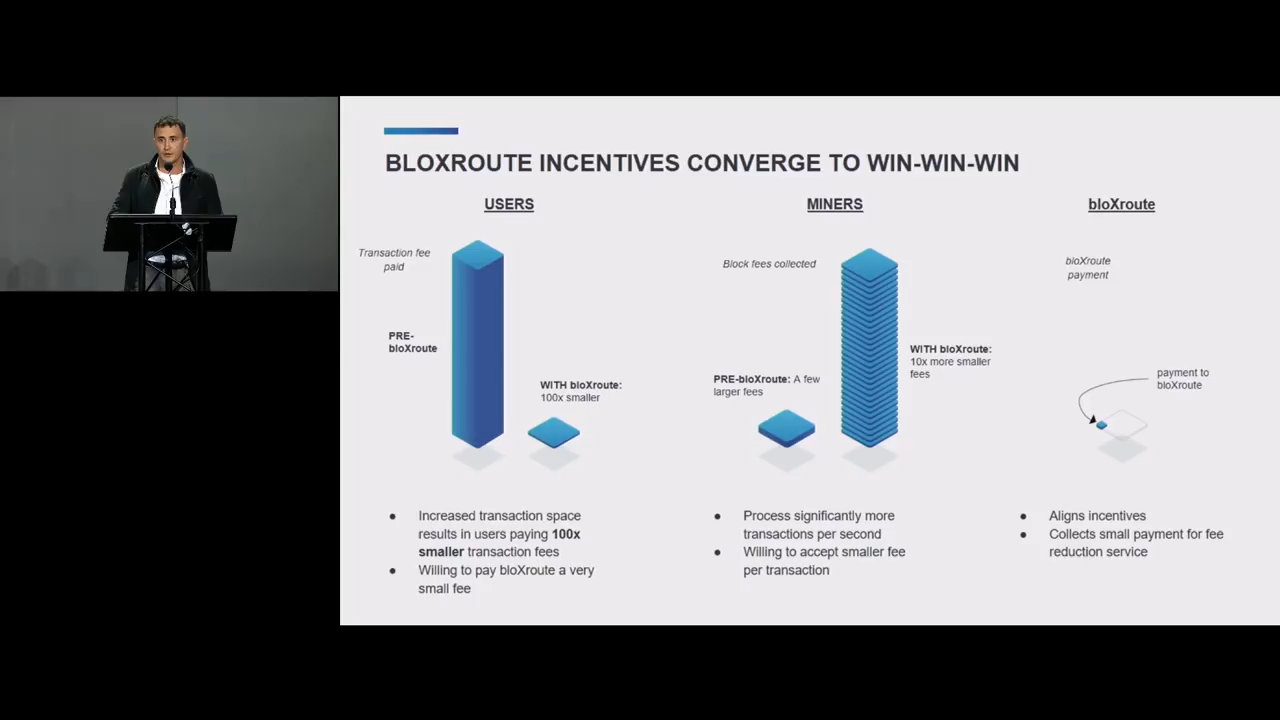 BLOXROUTE INCENTIVES CONVERGE TO WIN-WIN-WIN
USERS
Transaction fee
paid
PRE-
bloXroute
WITH bloXroute:
100x smaller
Increased transaction space
results in users paying 100x
smaller transaction fees
Willing to pay bloXroute a very
small fee
MINERS
Block fees collected
PRE-bloXroute: A few
larger fees
WITH bloXroute:
10x more smaller
fees
Process significantly more
transactions per second
Willing to accept smaller fee
per transaction
bloXroute
bloXroute
payment
payment to
bloXroute
Aligns incentives
Collects small payment for fee
reduction service